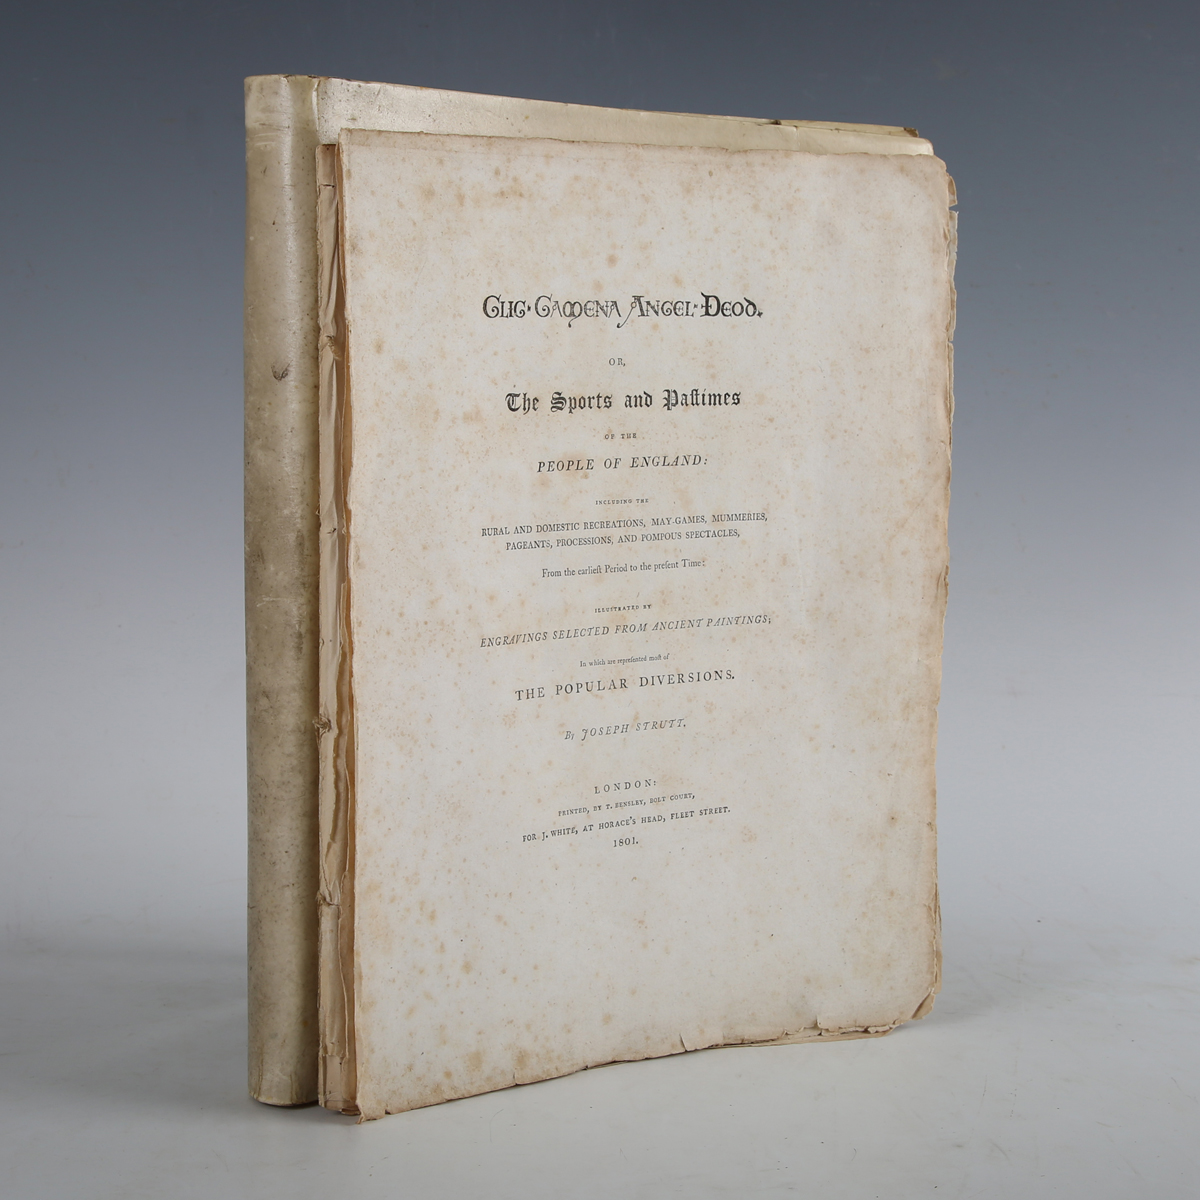 Glig·Gamena Angel-Ðeod.
OR,
The Sports and Paſtimes
OF THE
PEOPLE OF ENGLAND:
INCLUDING THE
RURAL AND DOMESTIC RECREATIONS, MAY-GAMES, MUMMERIES,
PAGEANTS, PROCESSIONS, AND POMPOUS SPECTACLES,
From the earlieſt Period to the preſent Time:
ILLUSTRATED BY
ENGRAVINGS SELECTED FROM ANCIENT PAINTINGS;
In which are repreſented moſt of
THE POPULAR DIVERSIONS.
By JOSEPH STRUTT.
LONDON:
PRINTED, BY T. BENSLEY, BOLT COURT,
FOR J. WHITE, AT HORACE'S HEAD, FLEET STREET.
1801.